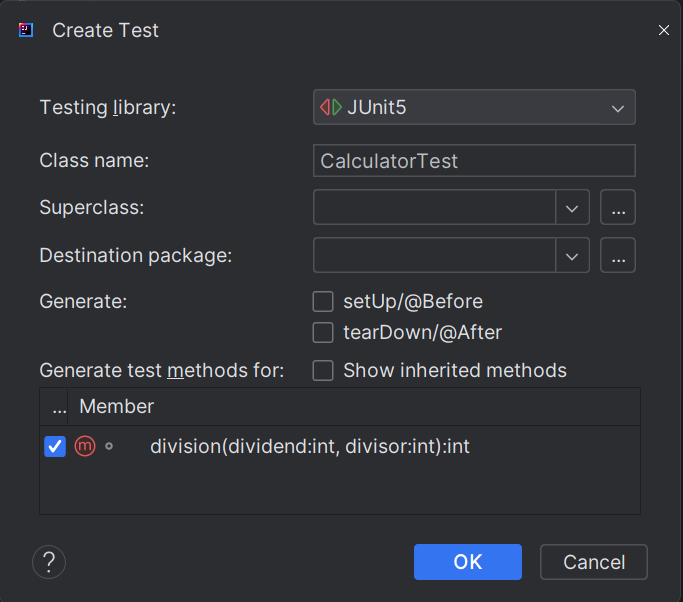 Create Test
Testing library:
JUnit5
Class name:
CalculatorTest
Superclass:
...
Destination package:
...
Generate:
setUp/@Before
tearDown/@After
Generate test methods for:
Show inherited methods
... Member
m
division(dividend:int, divisor:int):int
?
OK
Cancel